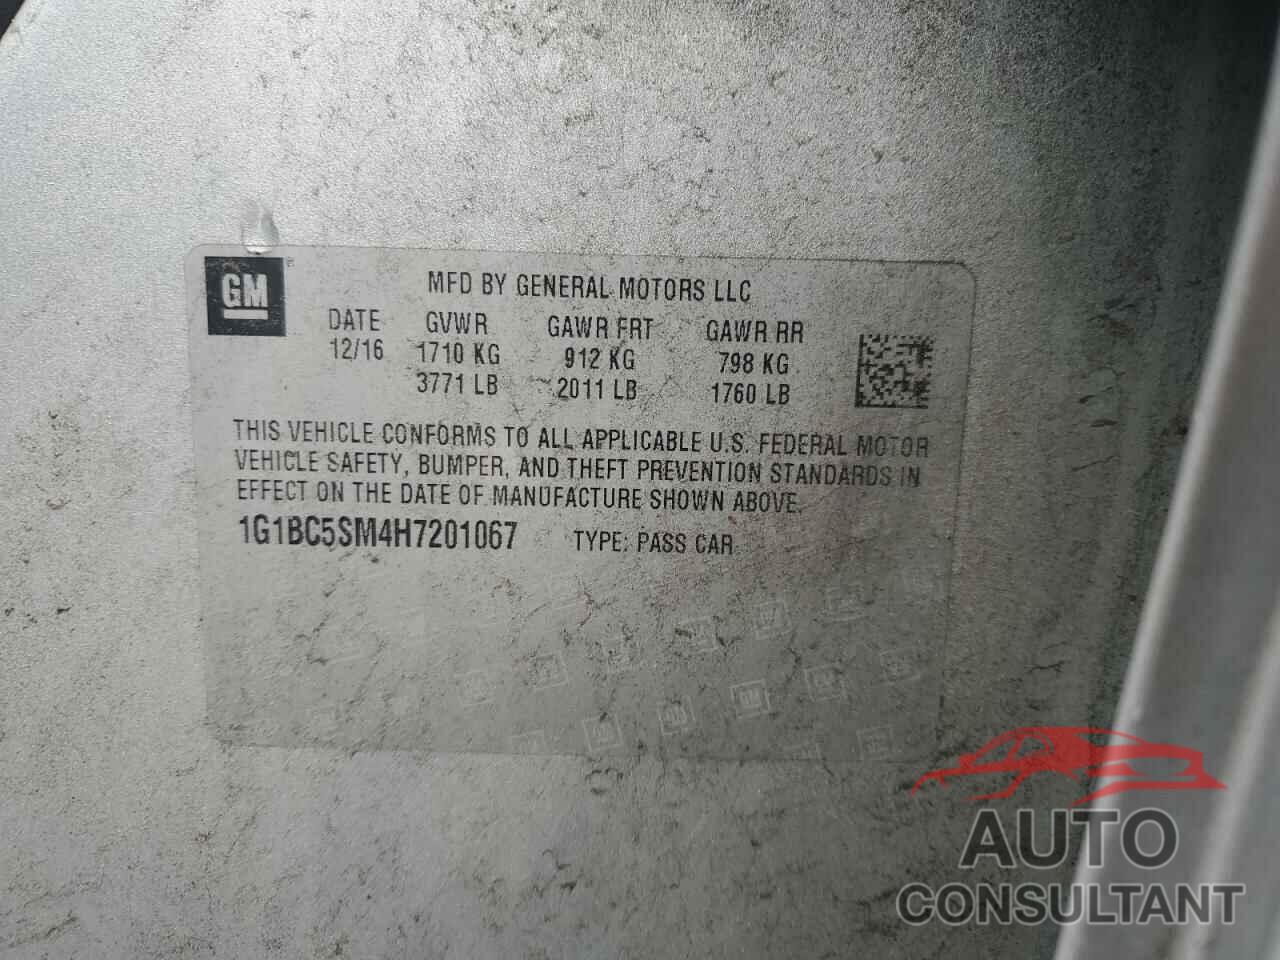 GM
MFD BY GENERAL MOTORS LLC
DATE GVWR GAWR FRT GAWR RR
12/16 1710 KG 912 KG 798 KG
3771 LB 2011 LB 1760 LB
THIS VEHICLE CONFORMS TO ALL APPLICABLE U.S. FEDERAL MOTOR
VEHICLE SAFETY, BUMPER, AND THEFT PREVENTION STANDARDS IN
EFFECT ON THE DATE OF MANUFACTURE SHOWN ABOVE.
1G1BC5SM4H7201067 TYPE: PASS CAR
AUTO
CONSULTANT